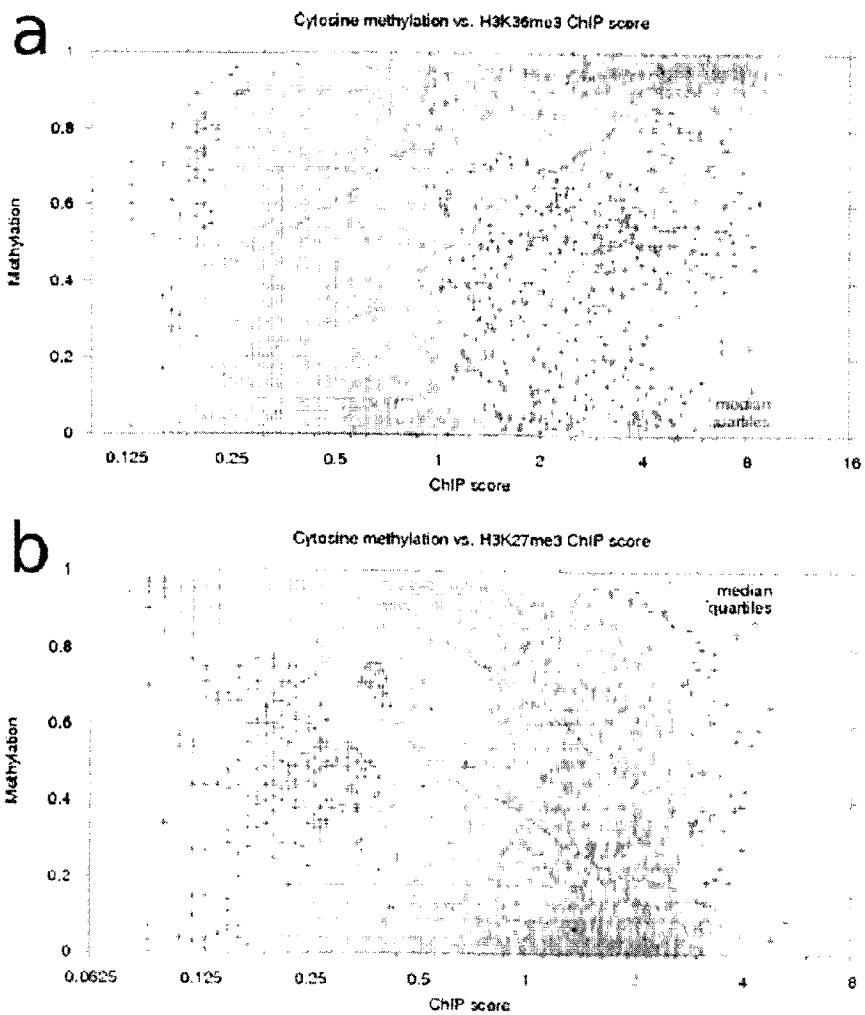 a
Cytosine methylation vs. H3K36me3 ChIP score
1
0.8
0.6
0.4
0.2
0
Methylation
median
quartiles
0.125 0.25 0.5 1 2 4 8 16
ChIP score
b
Cytosine methylation vs. H3K27me3 ChIP score
1
0.8
0.6
0.4
0.2
0
Methylation
median
quartiles
0.0625 0.125 0.25 0.5 1 2 4 8
ChIP score